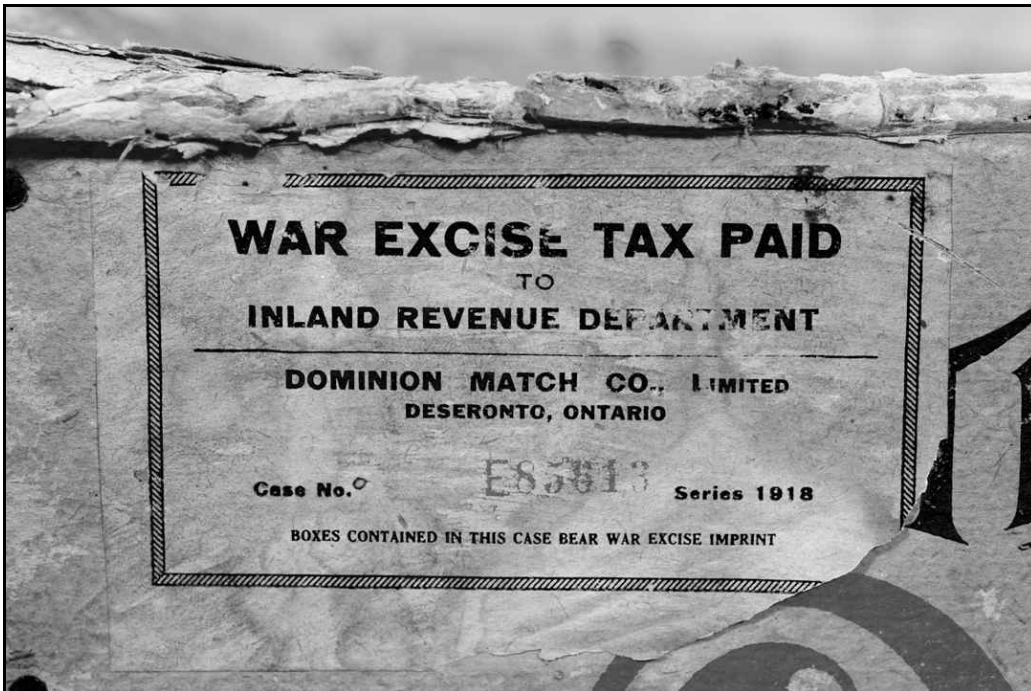 WAR EXCISE TAX PAID
TO
INLAND REVENUE DEPARTMENT
DOMINION MATCH CO., LIMITED
DESERONTO, ONTARIO
Case No. E85613 Series 1918
BOXES CONTAINED IN THIS CASE BEAR WAR EXCISE IMPRINT